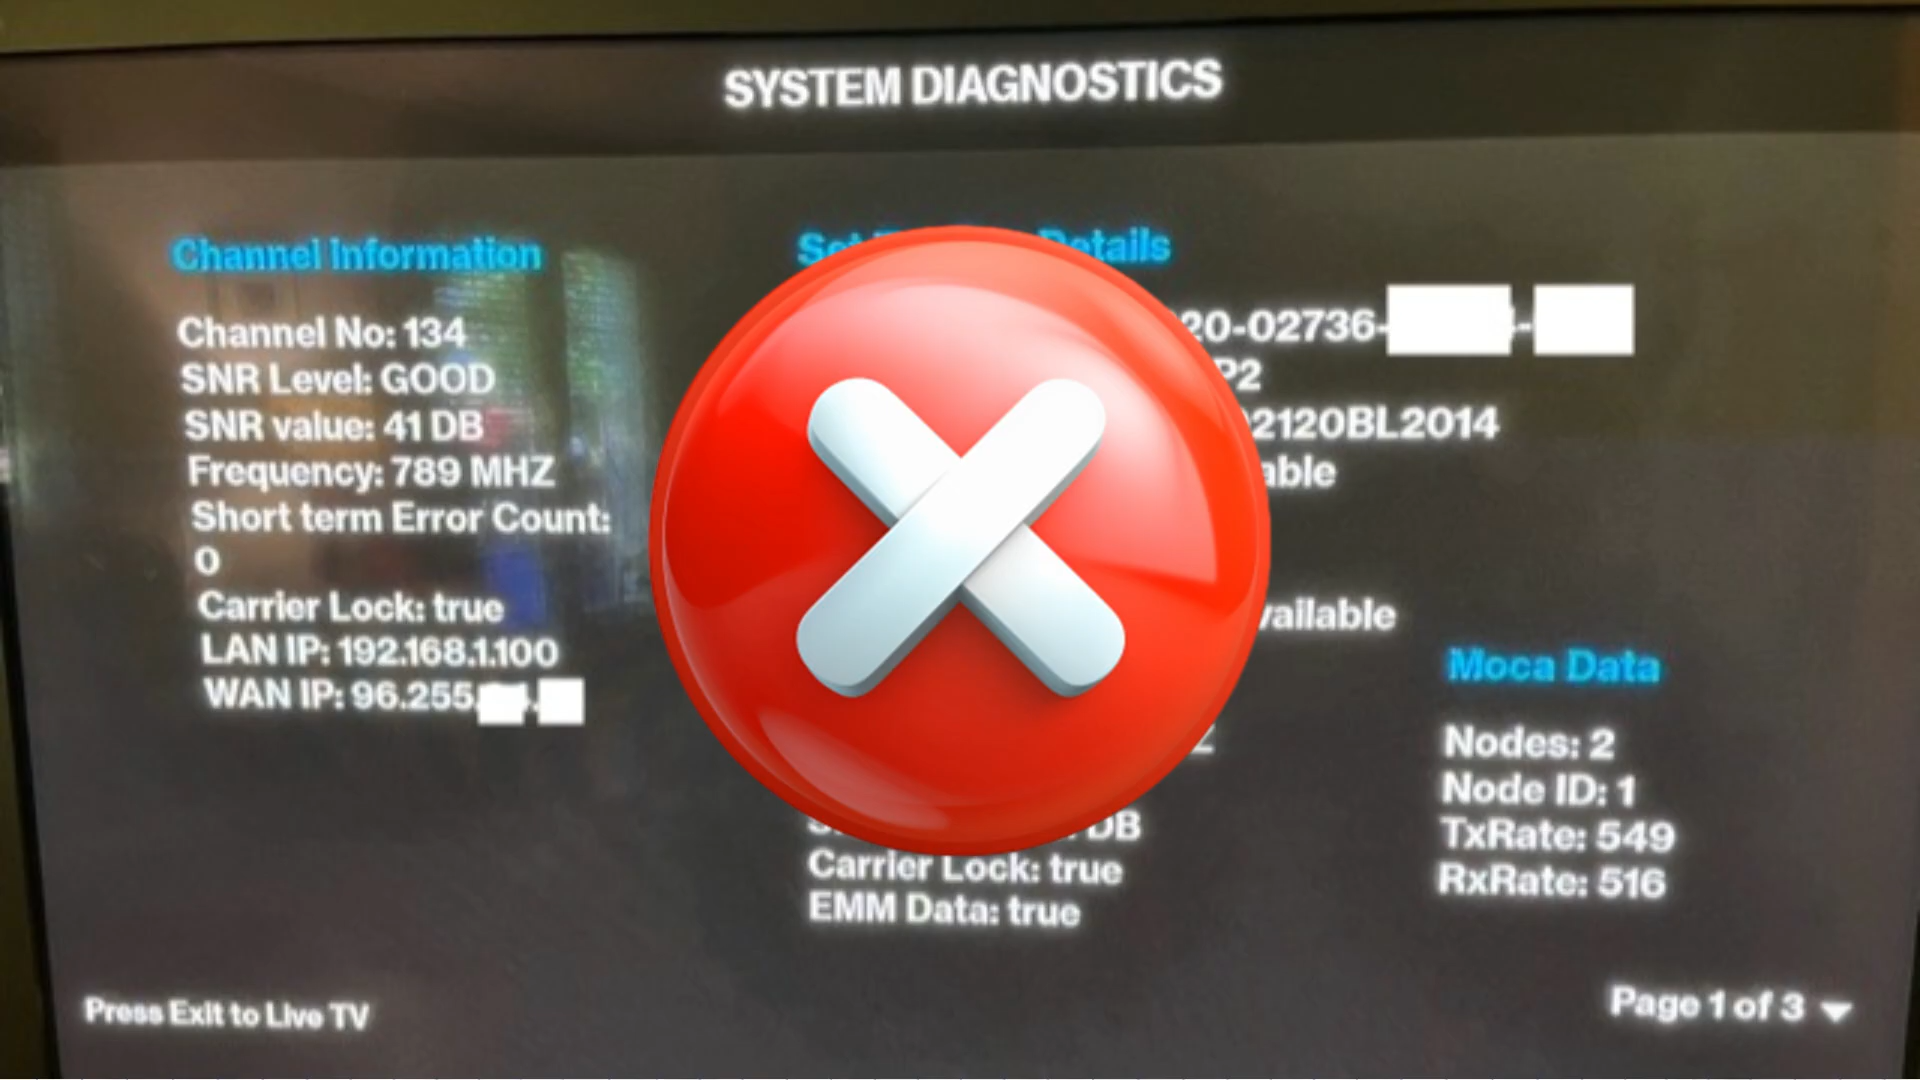 SYSTEM DIAGNOSTICS
Channel Information
Channel No: 134
SNR Level: GOOD
SNR value: 41 DB
Frequency: 789 MHZ
Short term Error Count:
0
Carrier Lock: true
LAN IP: 192.168.1.100
WAN IP: 96.255.
Details
20-02736-
P2
2120BL2014
DB
Carrier Lock: true
EMM Data: true
Moca Data
Nodes: 2
Node ID: 1
TxRate: 549
RxRate: 516
Press Exit to Live TV
Page 1 of 3